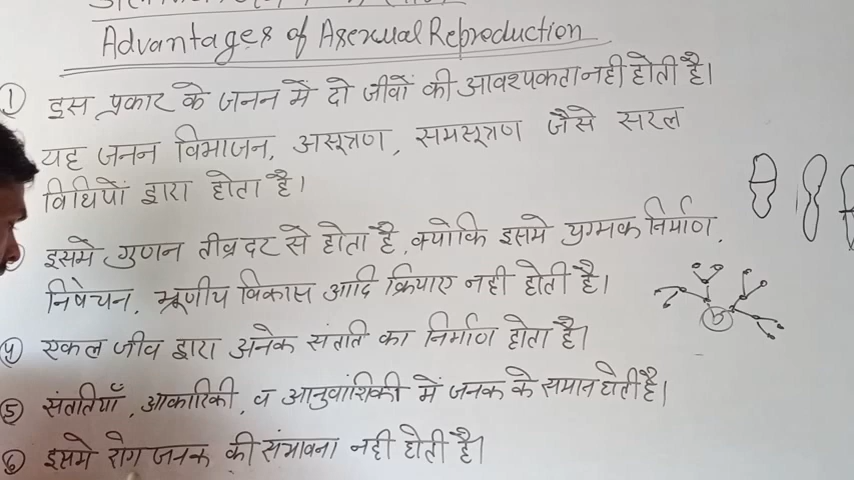 Advantages of Asexual Reproduction
① इस प्रकार के जनन में दो जीवों की आवश्यकता नही होती है।
यह जनन विभाजन, असूत्रण, समसूत्रण जैसे सरल
विधियों द्वारा होता है।
इसमे गुणन तीव्र दर से होता है, क्योकि इसमे युग्मक निर्माण,
निषेचन, भ्रूणीय विकास आदि क्रियाए नही होती है।
④ एकल जीव द्वारा अनेक संतति का निर्माण होता है।
⑤ संततियाँ, आकारिकी, व आनुवांशिकी में जनक के समान होती है।
⑥ इसमे रोग जनक की संभावना नही होती है।